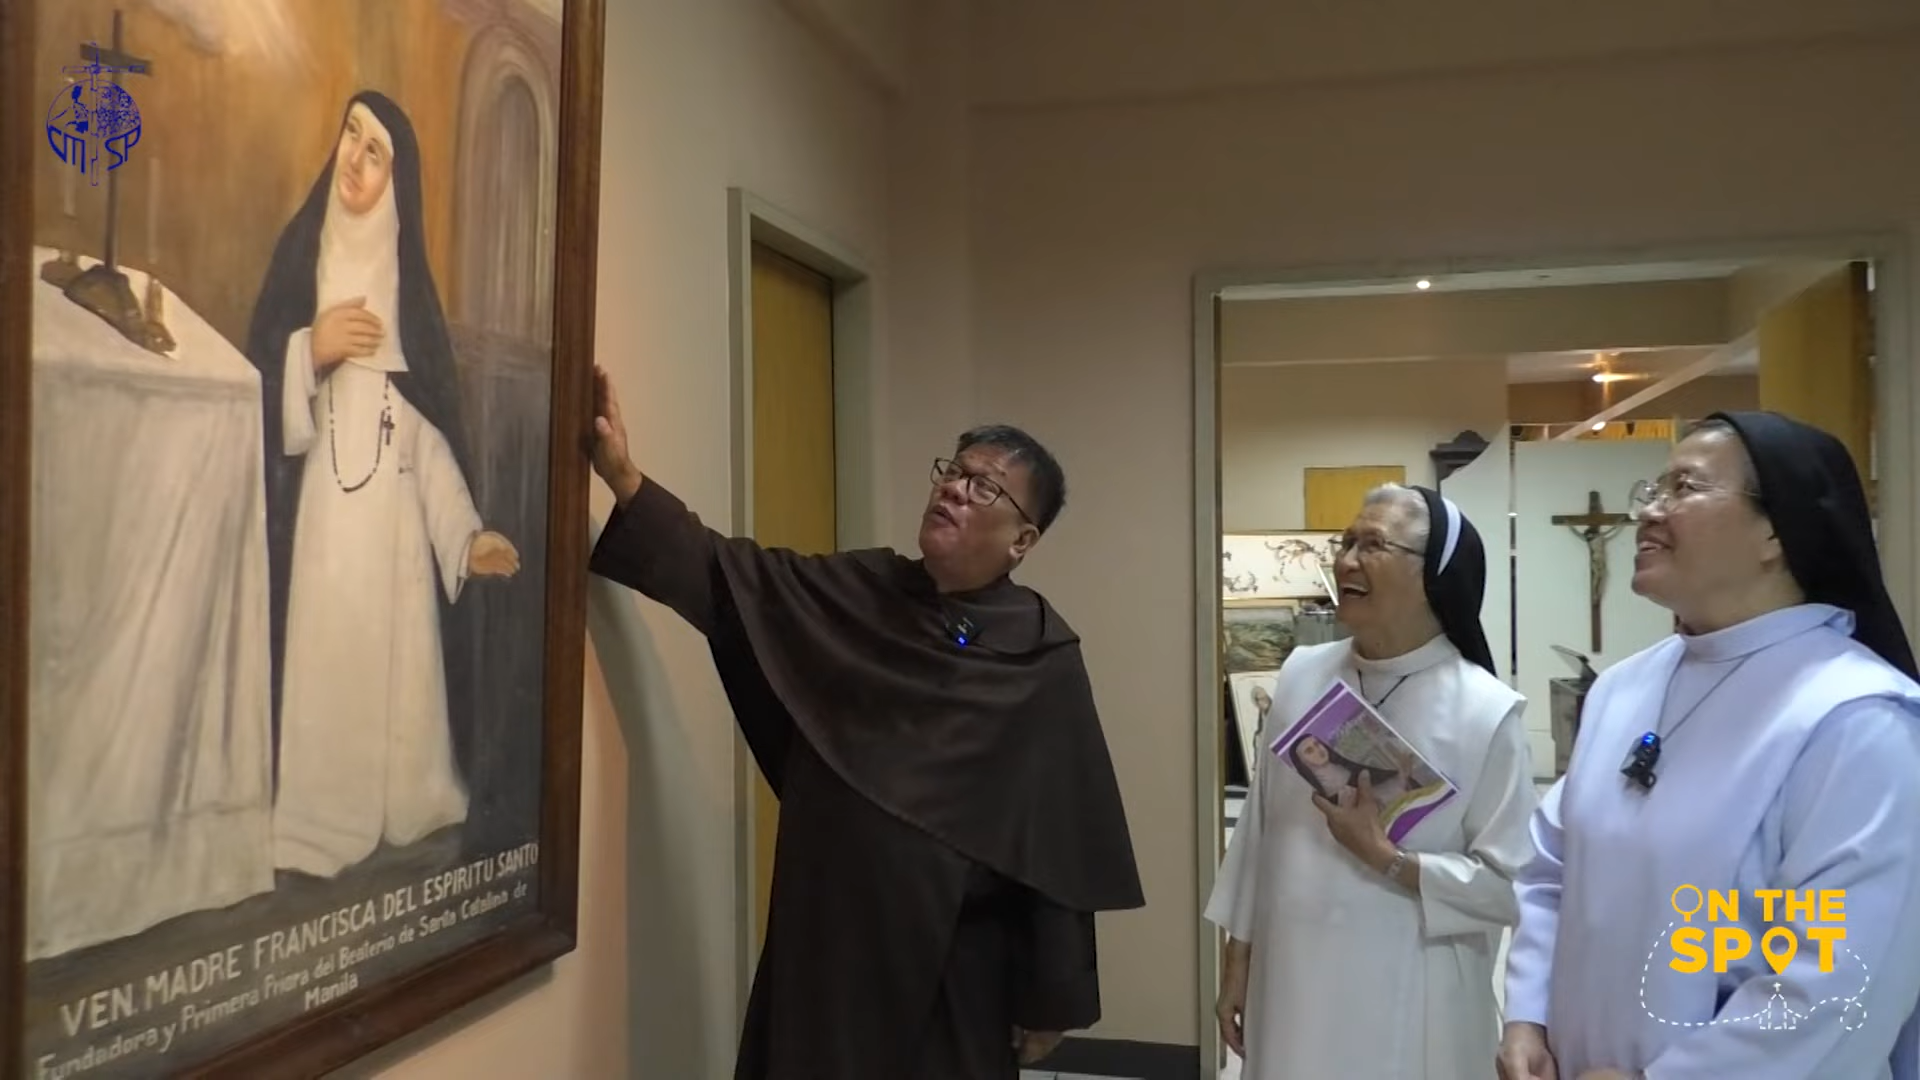 CMSP
VEN. MADRE FRANCISCA DEL ESPIRITU SANTO
Fundadora y Primera Priora del Beaterio de Santa Catalina de
Manila
ON THE
SPOT